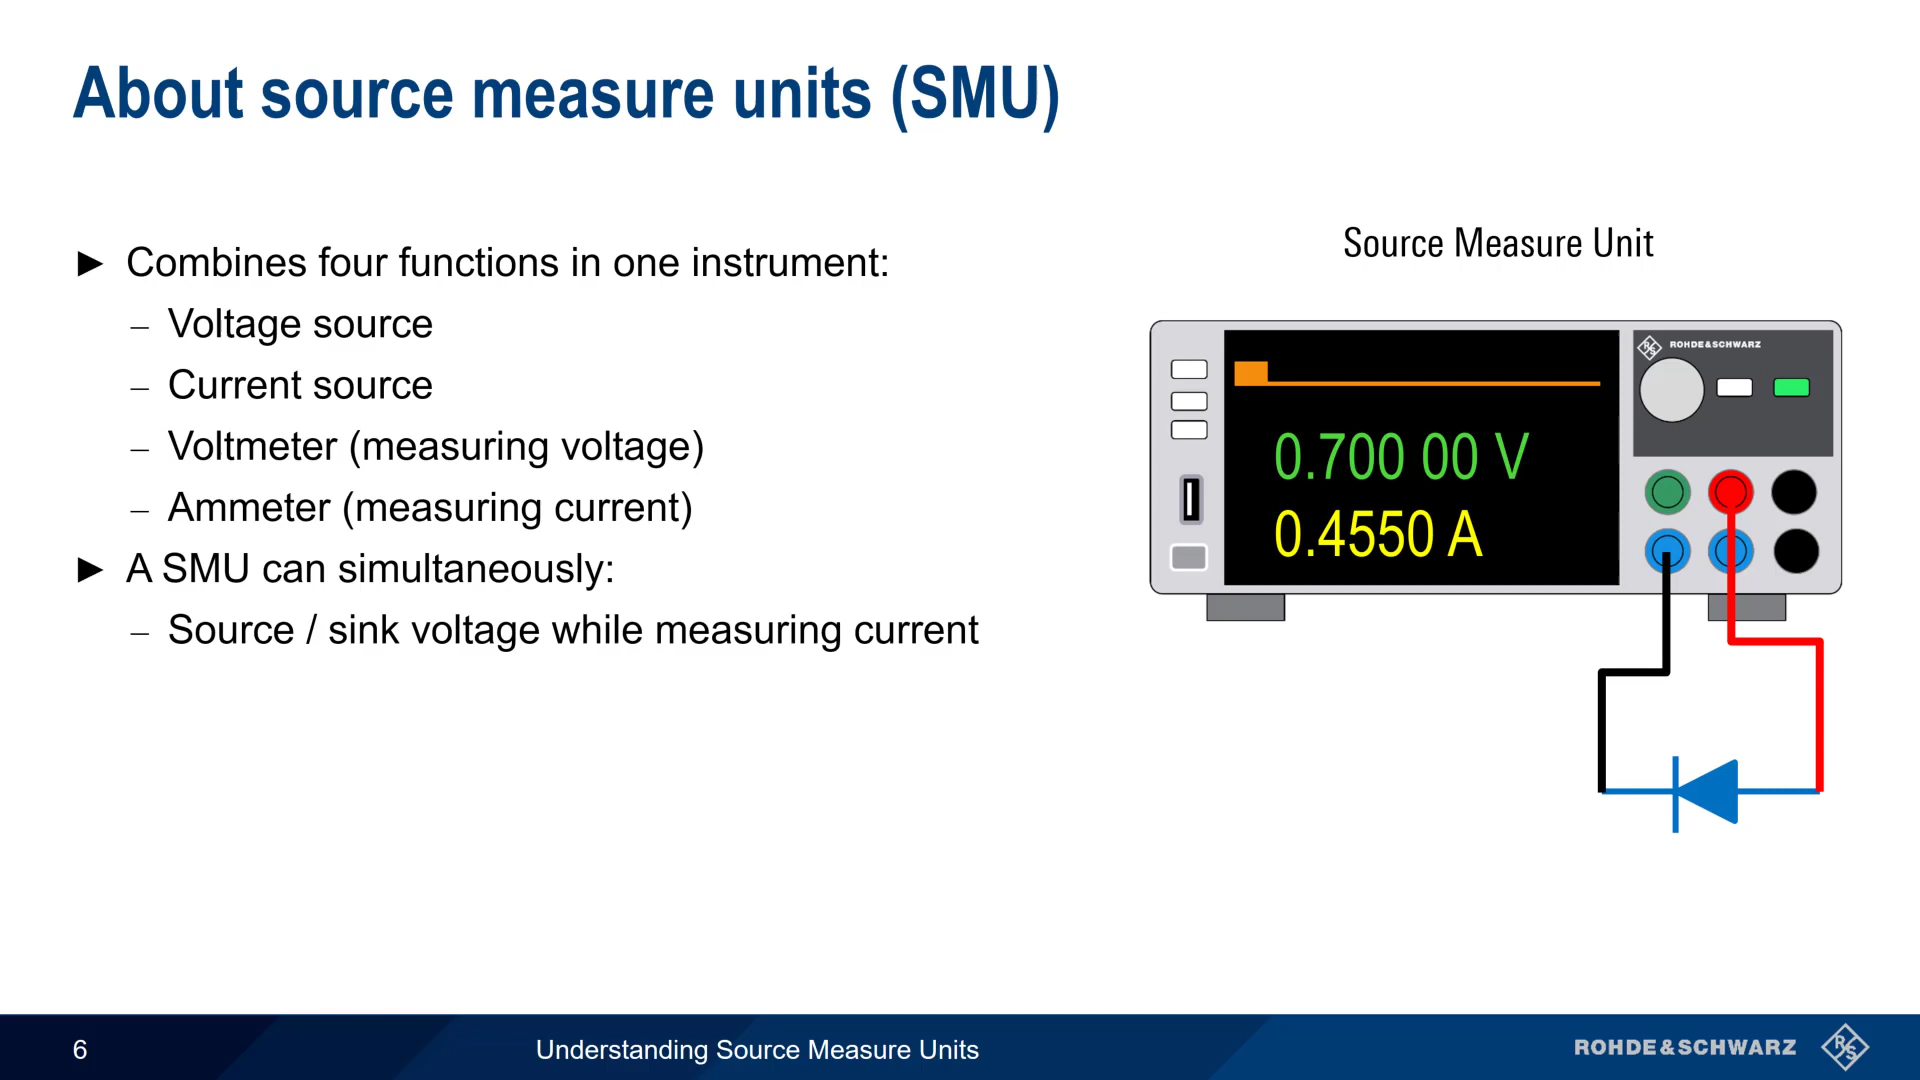 About source measure units (SMU)
► Combines four functions in one instrument:
– Voltage source
– Current source
– Voltmeter (measuring voltage)
– Ammeter (measuring current)
► A SMU can simultaneously:
– Source / sink voltage while measuring current
Source Measure Unit
ROHDE&SCHWARZ
0.700 00 V
0.4550 A
6
Understanding Source Measure Units
ROHDE&SCHWARZ